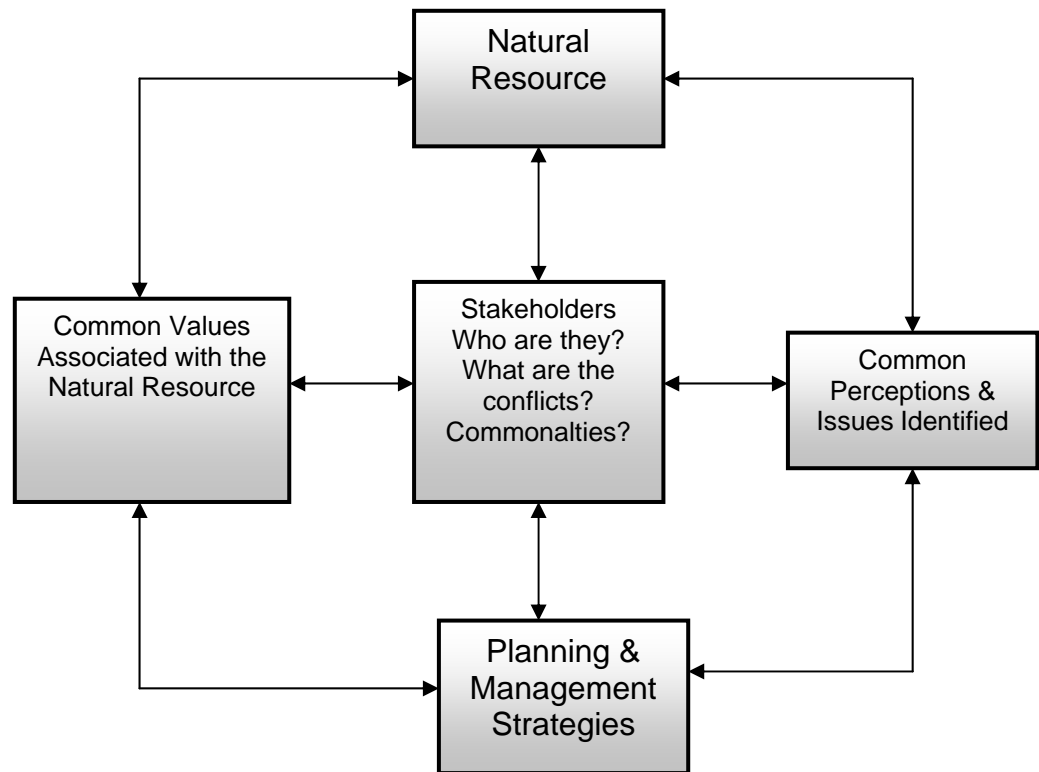 Natural
Resource
Common Values
Associated with the
Natural Resource
Stakeholders
Who are they?
What are the
conflicts?
Commonalties?
Common
Perceptions &
Issues Identified
Planning &
Management
Strategies